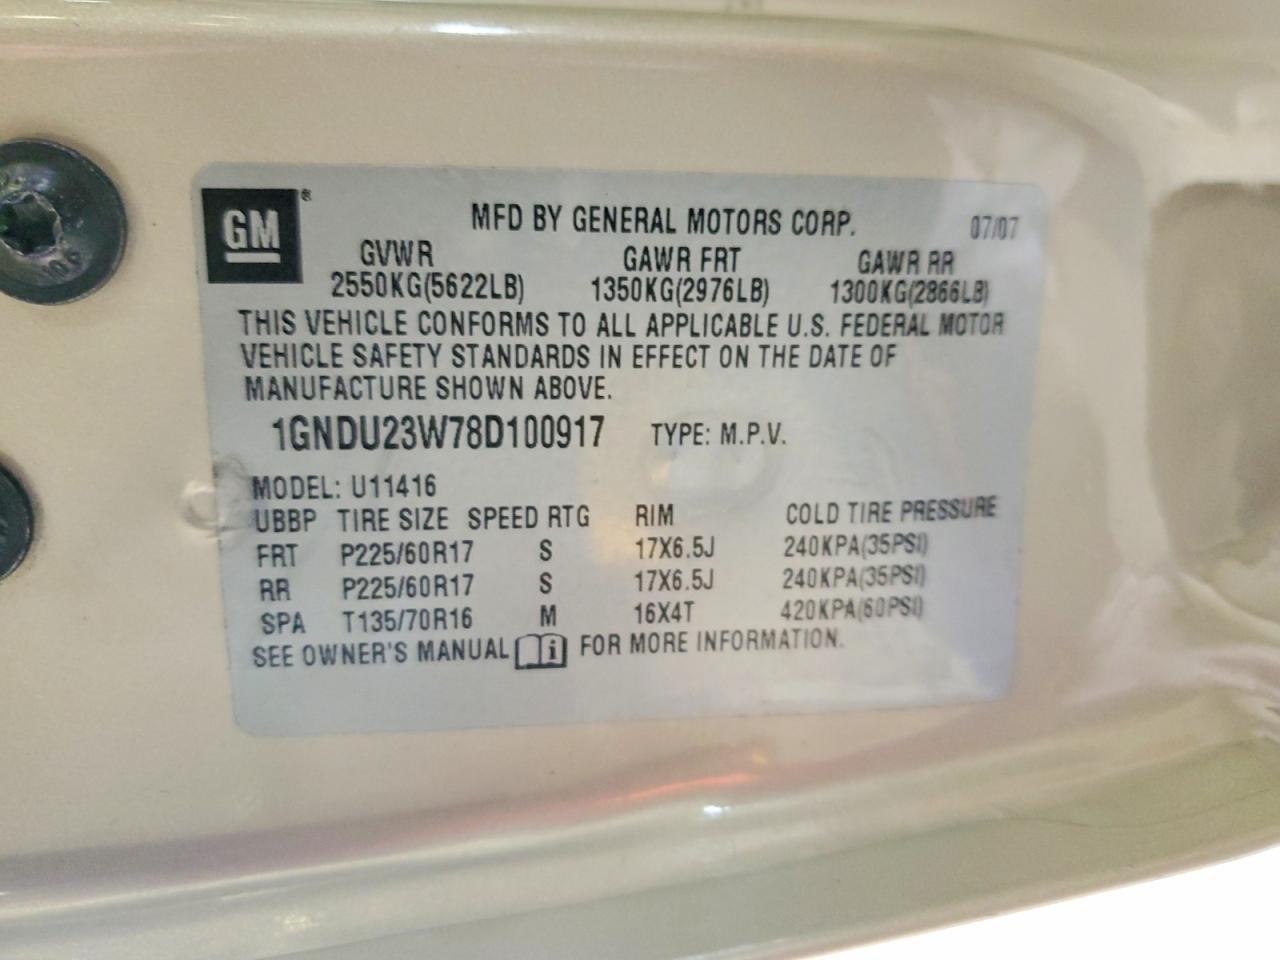 GM ®
MFD BY GENERAL MOTORS CORP. 07/07
GVWR GAWR FRT GAWR RR
2550KG(5622LB) 1350KG(2976LB) 1300KG(2866LB)
THIS VEHICLE CONFORMS TO ALL APPLICABLE U.S. FEDERAL MOTOR
VEHICLE SAFETY STANDARDS IN EFFECT ON THE DATE OF
MANUFACTURE SHOWN ABOVE.
1GNDU23W78D100917 TYPE: M.P.V.
MODEL: U11416
UBBP TIRE SIZE SPEED RTG RIM COLD TIRE PRESSURE
FRT P225/60R17 S 17X6.5J 240KPA(35PSI)
RR P225/60R17 S 17X6.5J 240KPA(35PSI)
SPA T135/70R16 M 16X4T 420KPA(60PSI)
SEE OWNER'S MANUAL i FOR MORE INFORMATION.